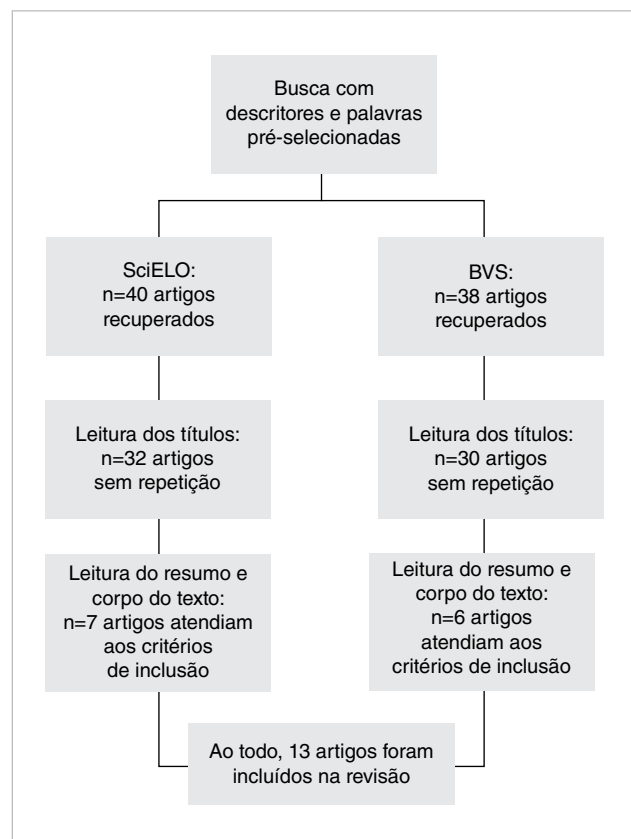 Busca com
descritores e palavras
pré-selecionadas
SciELO:
n=40 artigos
recuperados
BVS:
n=38 artigos
recuperados
Leitura dos títulos:
n=32 artigos
sem repetição
Leitura dos títulos:
n=30 artigos
sem repetição
Leitura do resumo e
corpo do texto:
n=7 artigos atendiam
aos critérios
de inclusão
Leitura do resumo e
corpo do texto:
n=6 artigos
atendiam aos
critérios de inclusão
Ao todo, 13 artigos foram
incluídos na revisão